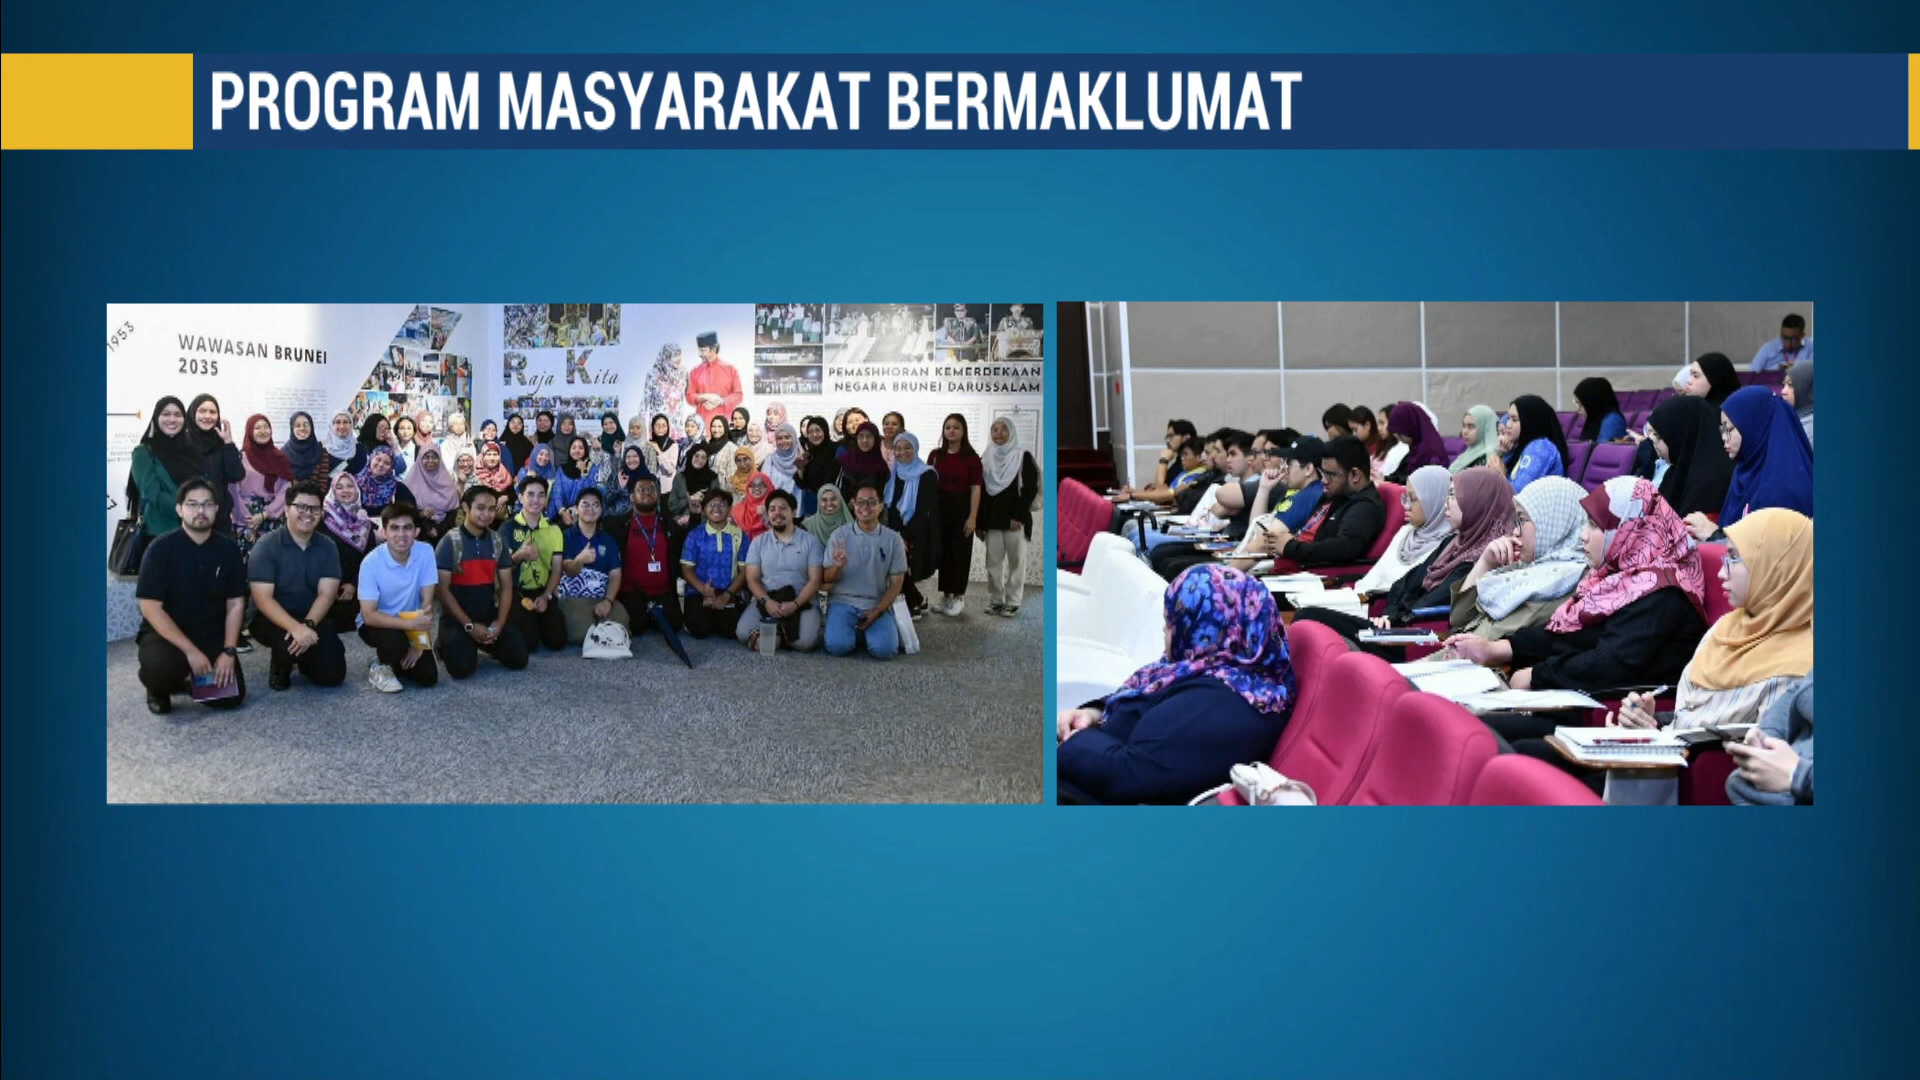 PROGRAM MASYARAKAT BERMAKLUMAT
1953
WAWASAN BRUNEI
2035
Raja Kita
PEMASHHORAN KEMERDEKAAN
NEGARA BRUNEI DARUSSALAM